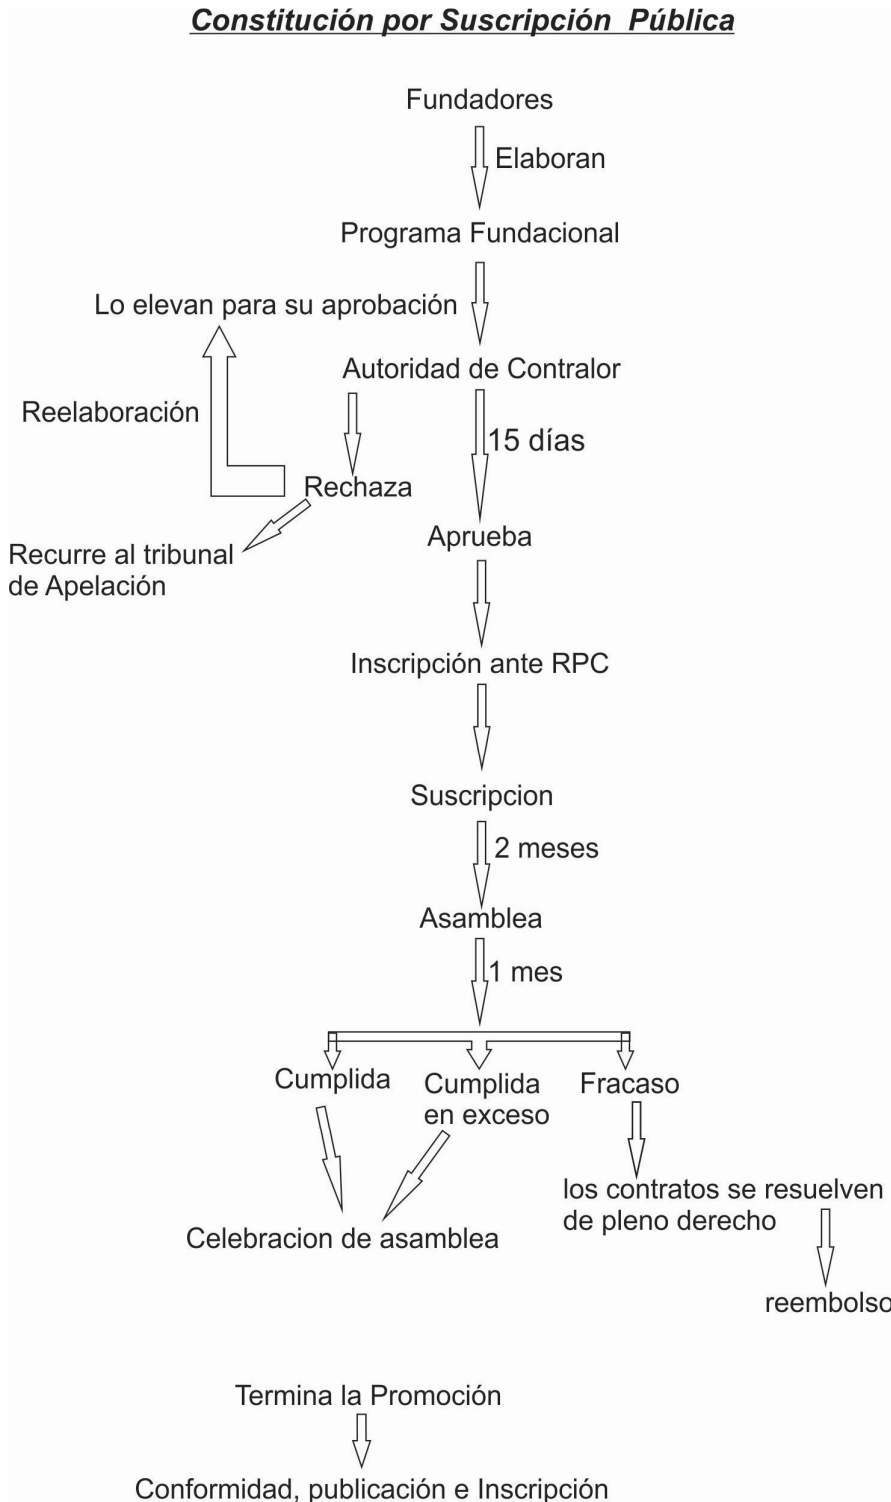 Constitución por Suscripción Pública
Fundadores
Elaboran
Programa Fundacional
Lo elevan para su aprobación
Autoridad de Contralor
Reelaboración
15 días
Rechaza
Aprueba
Recurre al tribunal
de Apelación
Inscripción ante RPC
Suscripcion
2 meses
Asamblea
1 mes
Cumplida
Cumplida
en exceso
Fracaso
los contratos se resuelven
de pleno derecho
Celebracion de asamblea
reembolso
Termina la Promoción
Conformidad, publicación e Inscripción